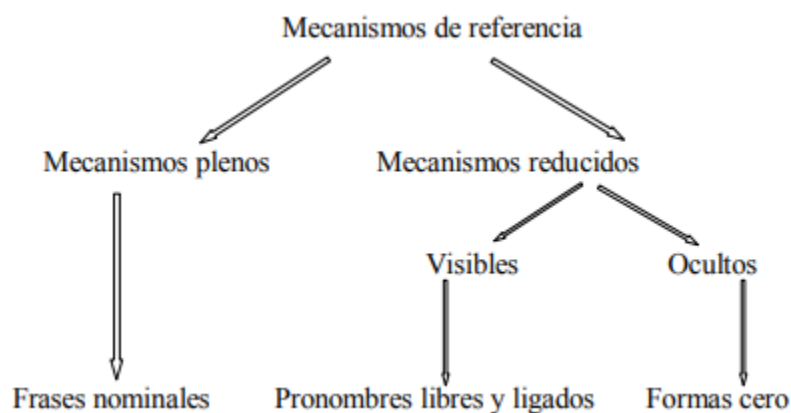 Mecanismos de referencia
Mecanismos plenos
Mecanismos reducidos
Visibles
Ocultos
Frases nominales
Pronombres libres y ligados
Formas cero